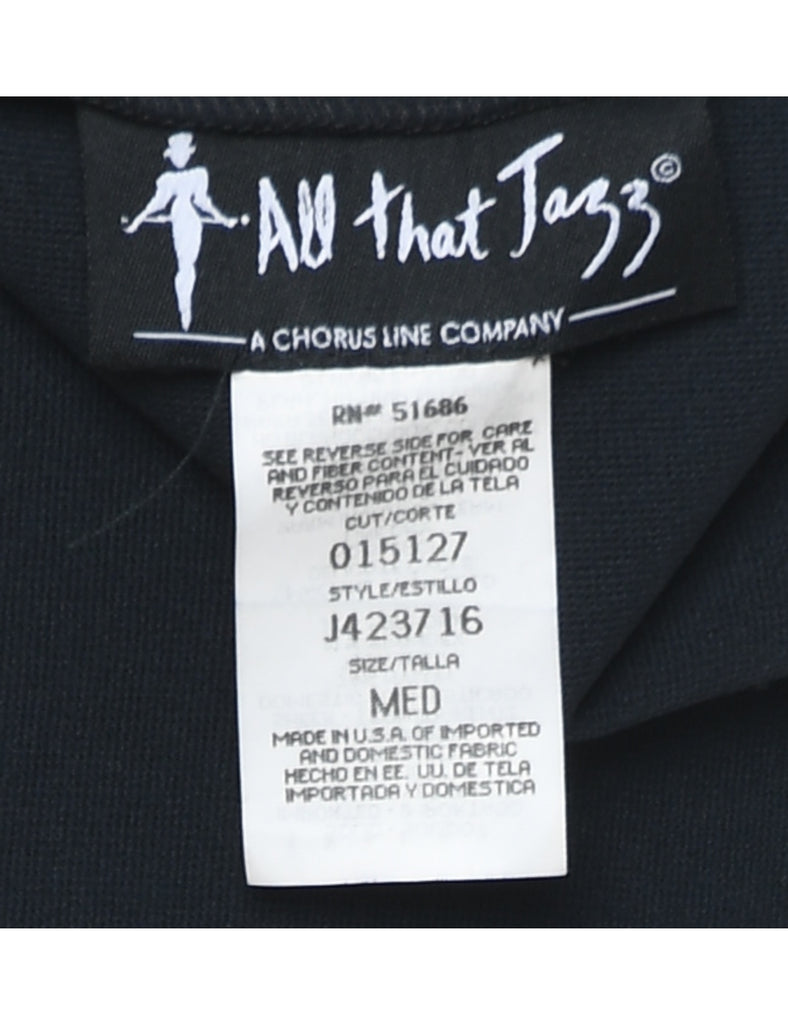 All that Jazz©
A CHORUS LINE COMPANY
RN# 51686
SEE REVERSE SIDE FOR CARE
AND FIBER CONTENT-VER AL
REVERSO PARA EL CUIDADO
Y CONTENIDO DE LA TELA
CUT/CORTE
015127
STYLE/ESTILLO
J423716
SIZE/TALLA
MED
MADE IN U.S.A. OF IMPORTED
AND DOMESTIC FABRIC
HECHO EN EE. UU. DE TELA
IMPORTADA Y DOMESTICA